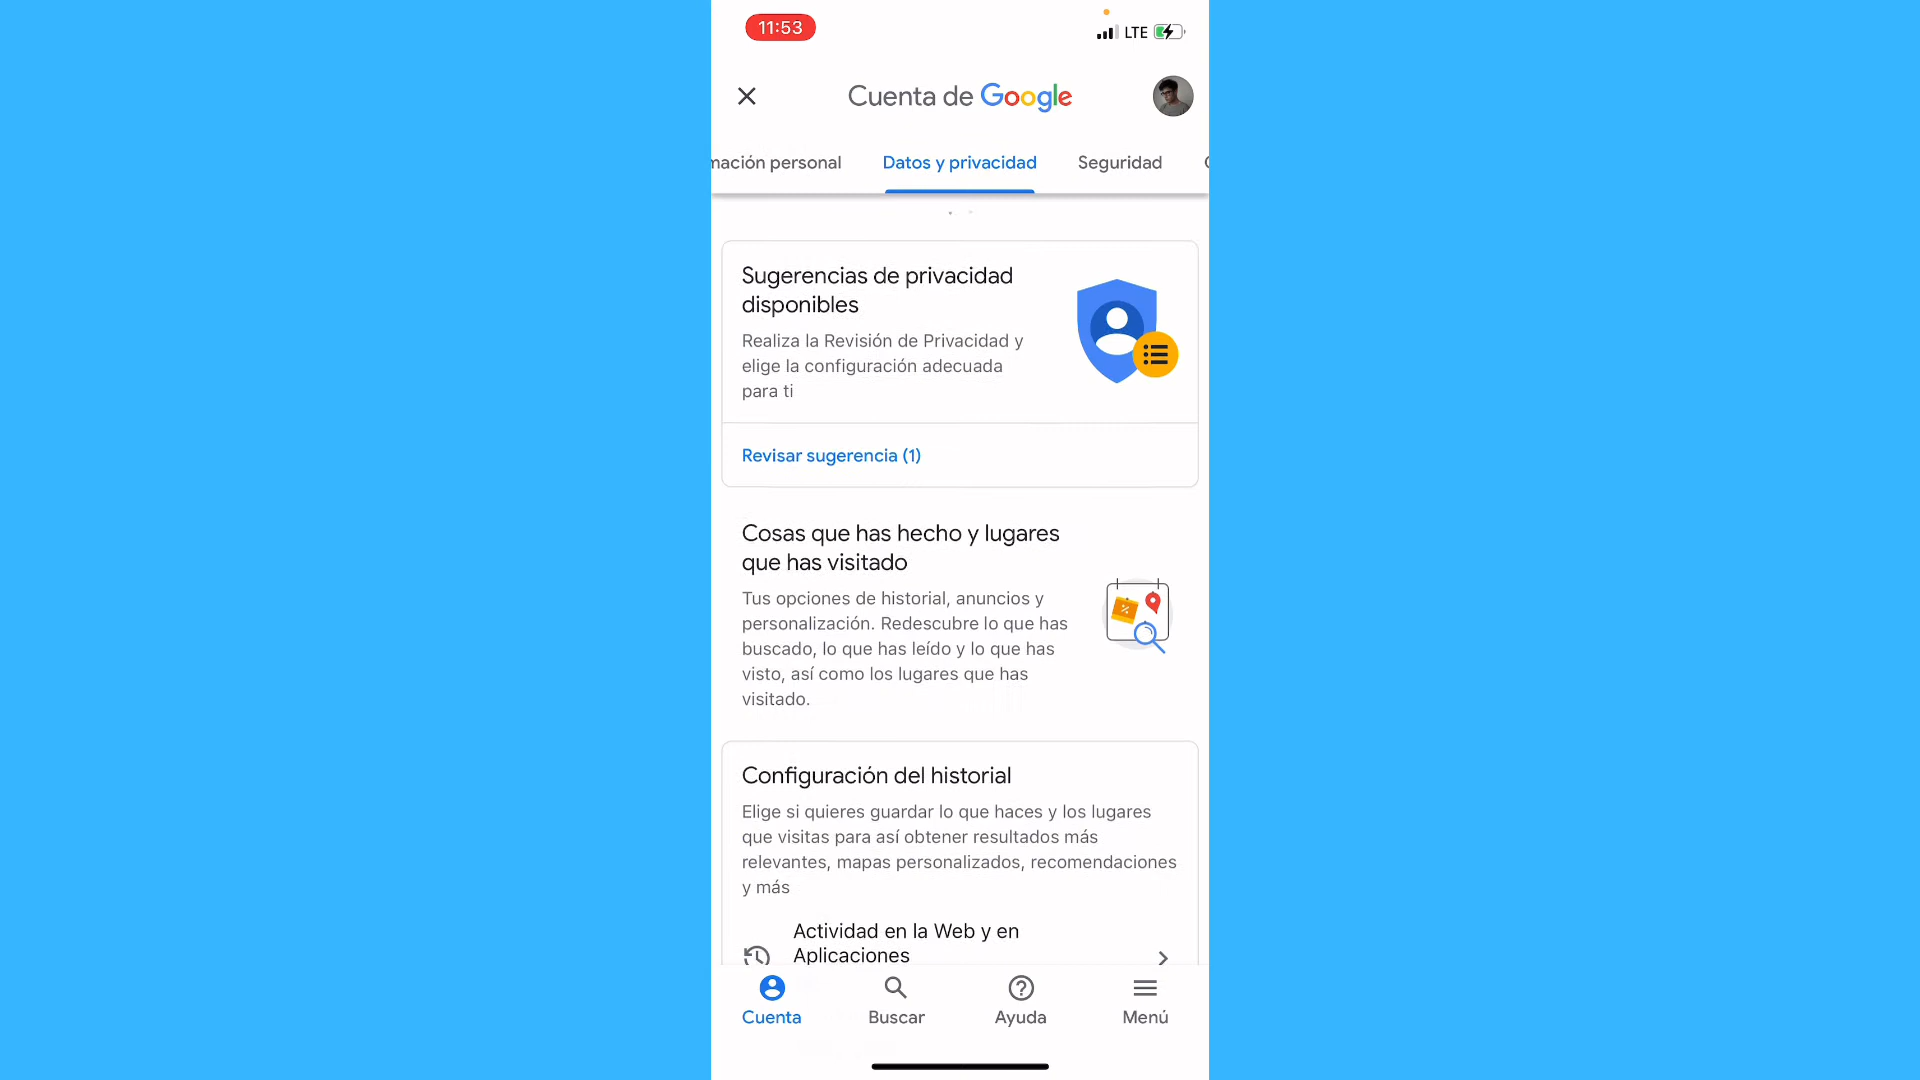 11:53
LTE
Cuenta de Google
mación personal
Datos y privacidad
Seguridad
Sugerencias de privacidad
disponibles
Realiza la Revisión de Privacidad y
elige la configuración adecuada
para ti
Revisar sugerencia (1)
Cosas que has hecho y lugares
que has visitado
Tus opciones de historial, anuncios y
personalización. Redescubre lo que has
buscado, lo que has leído y lo que has
visto, así como los lugares que has
visitado.
Configuración del historial
Elige si quieres guardar lo que haces y los lugares
que visitas para así obtener resultados más
relevantes, mapas personalizados, recomendaciones
y más
Actividad en la Web y en
Aplicaciones
Cuenta
Buscar
Ayuda
Menú